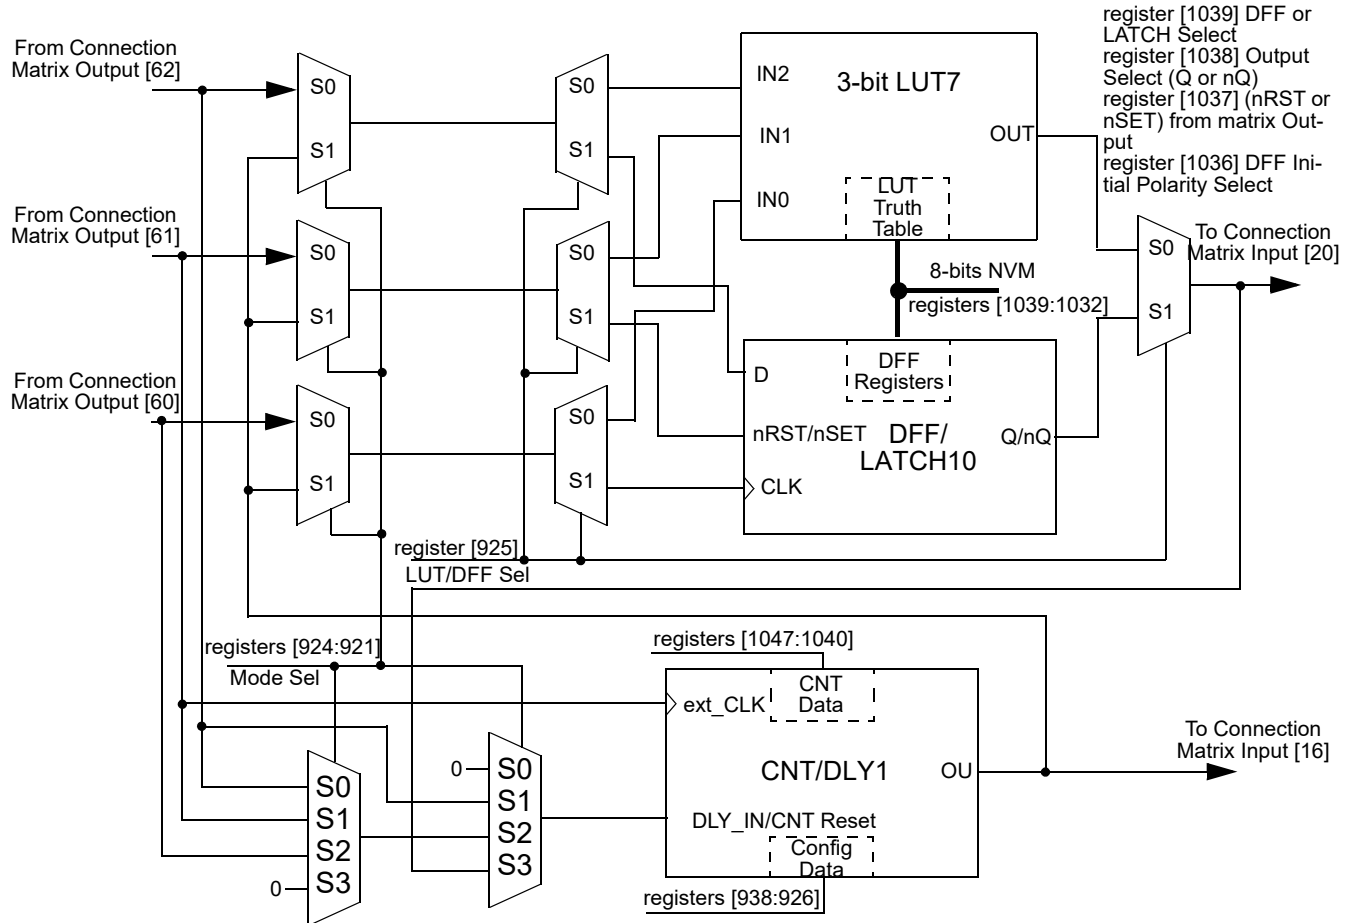 register [1039] DFF or
LATCH Select
register [1038] Output
Select (Q or nQ)
register [1037] (nRST or
nSET) from matrix Out-
put
register [1036] DFF Ini-
tial Polarity Select
From Connection
Matrix Output [62]
S0
S1
S0
S1
IN2
IN1
IN0
3-bit LUT7
OUT
LUT
Truth
Table
From Connection
Matrix Output [61]
S0
S1
S0
S1
S0
S1
To Connection
Matrix Input [20]
8-bits NVM
registers [1039:1032]
From Connection
Matrix Output [60]
S0
S1
S0
S1
D
nRST/nSET
CLK
DFF
Registers
DFF/
LATCH10
Q/nQ
register [925]
LUT/DFF Sel
registers [924:921]
Mode Sel
registers [1047:1040]
ext_CLK
CNT
Data
CNT/DLY1
OU
To Connection
Matrix Input [16]
DLY_IN/CNT Reset
Config
Data
registers [938:926]
S0
S1
S2
S3
0
0
S0
S1
S2
S3